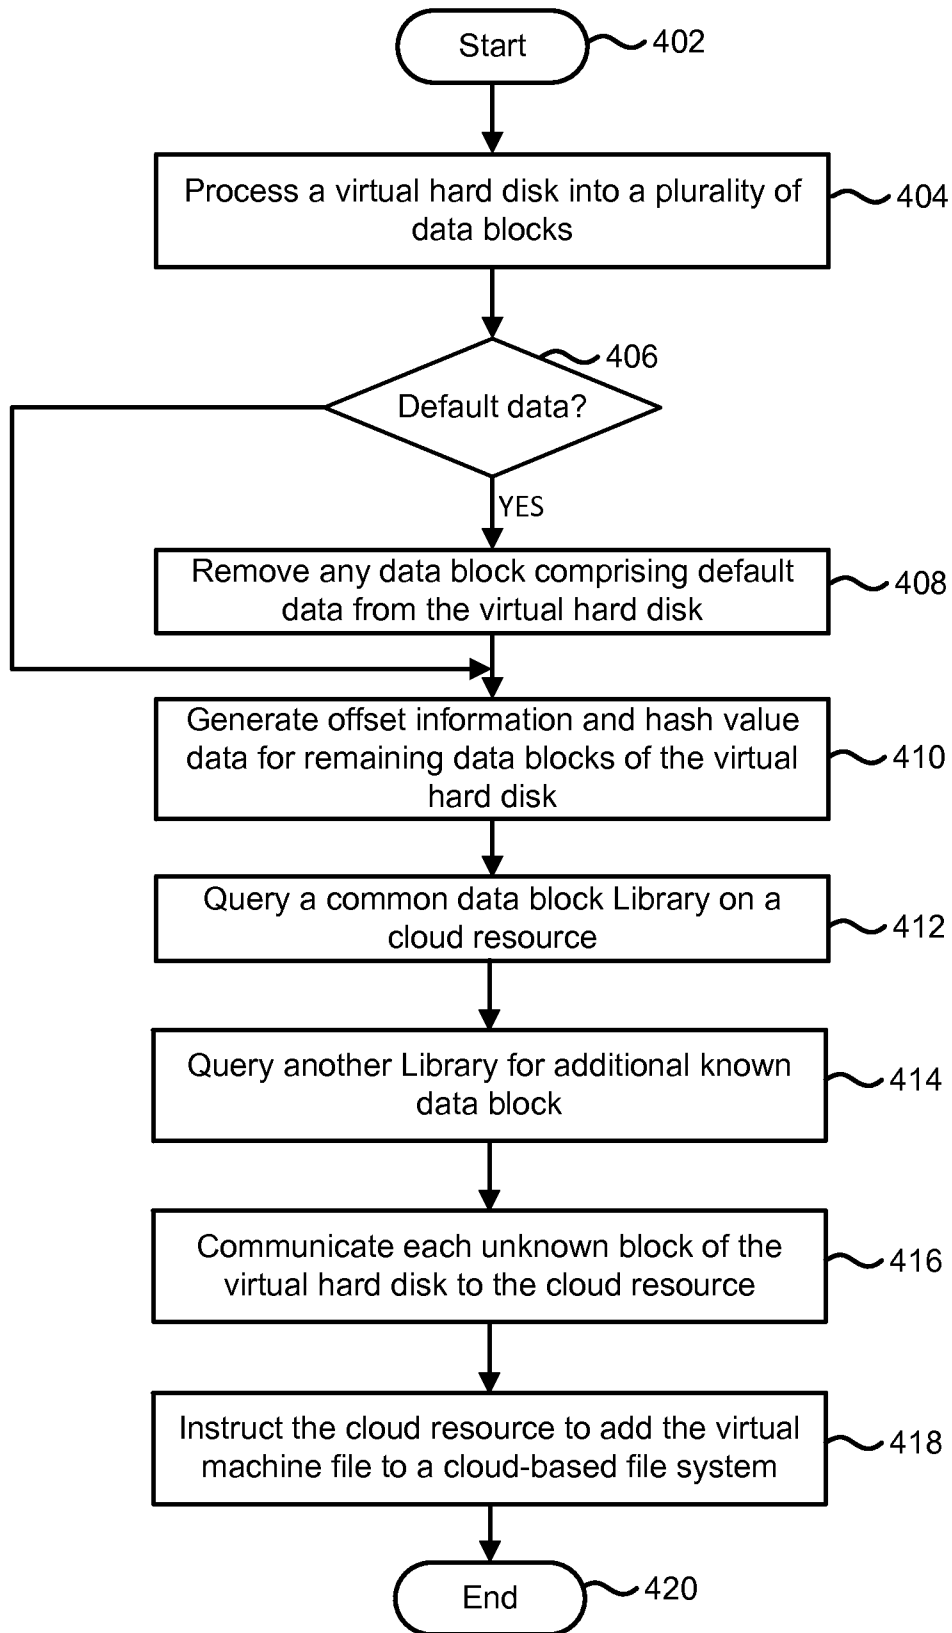 Start
402
Process a virtual hard disk into a plurality of
data blocks
404
406
Default data?
YES
Remove any data block comprising default
data from the virtual hard disk
408
Generate offset information and hash value
data for remaining data blocks of the virtual
hard disk
410
Query a common data block Library on a
cloud resource
412
Query another Library for additional known
data block
414
Communicate each unknown block of the
virtual hard disk to the cloud resource
416
Instruct the cloud resource to add the virtual
machine file to a cloud-based file system
418
End
420